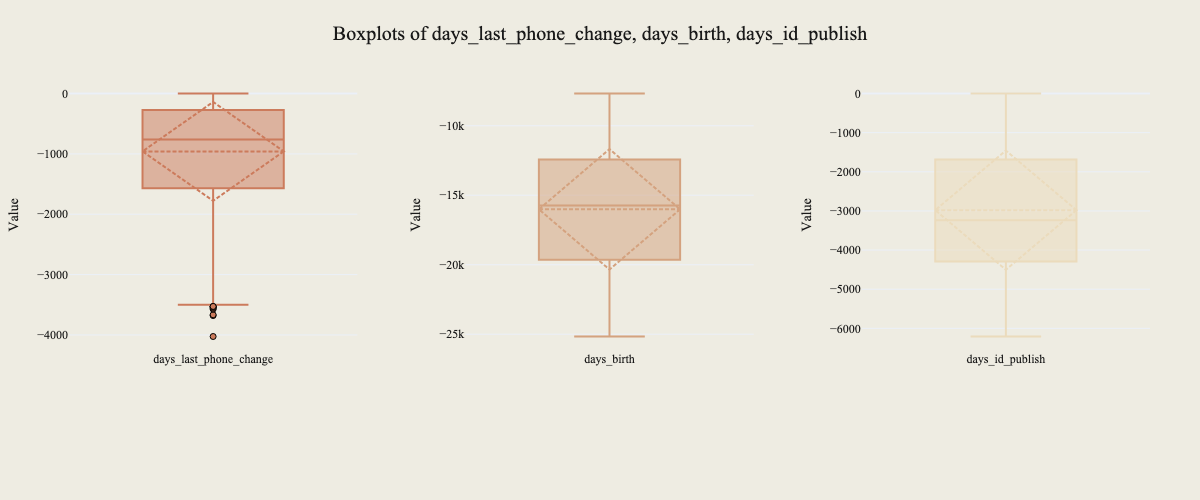 Boxplots of days_last_phone_change, days_birth, days_id_publish
Value
0
−1000
−2000
−3000
−4000
days_last_phone_change
Value
−10k
−15k
−20k
−25k
days_birth
Value
0
−1000
−2000
−3000
−4000
−5000
−6000
days_id_publish